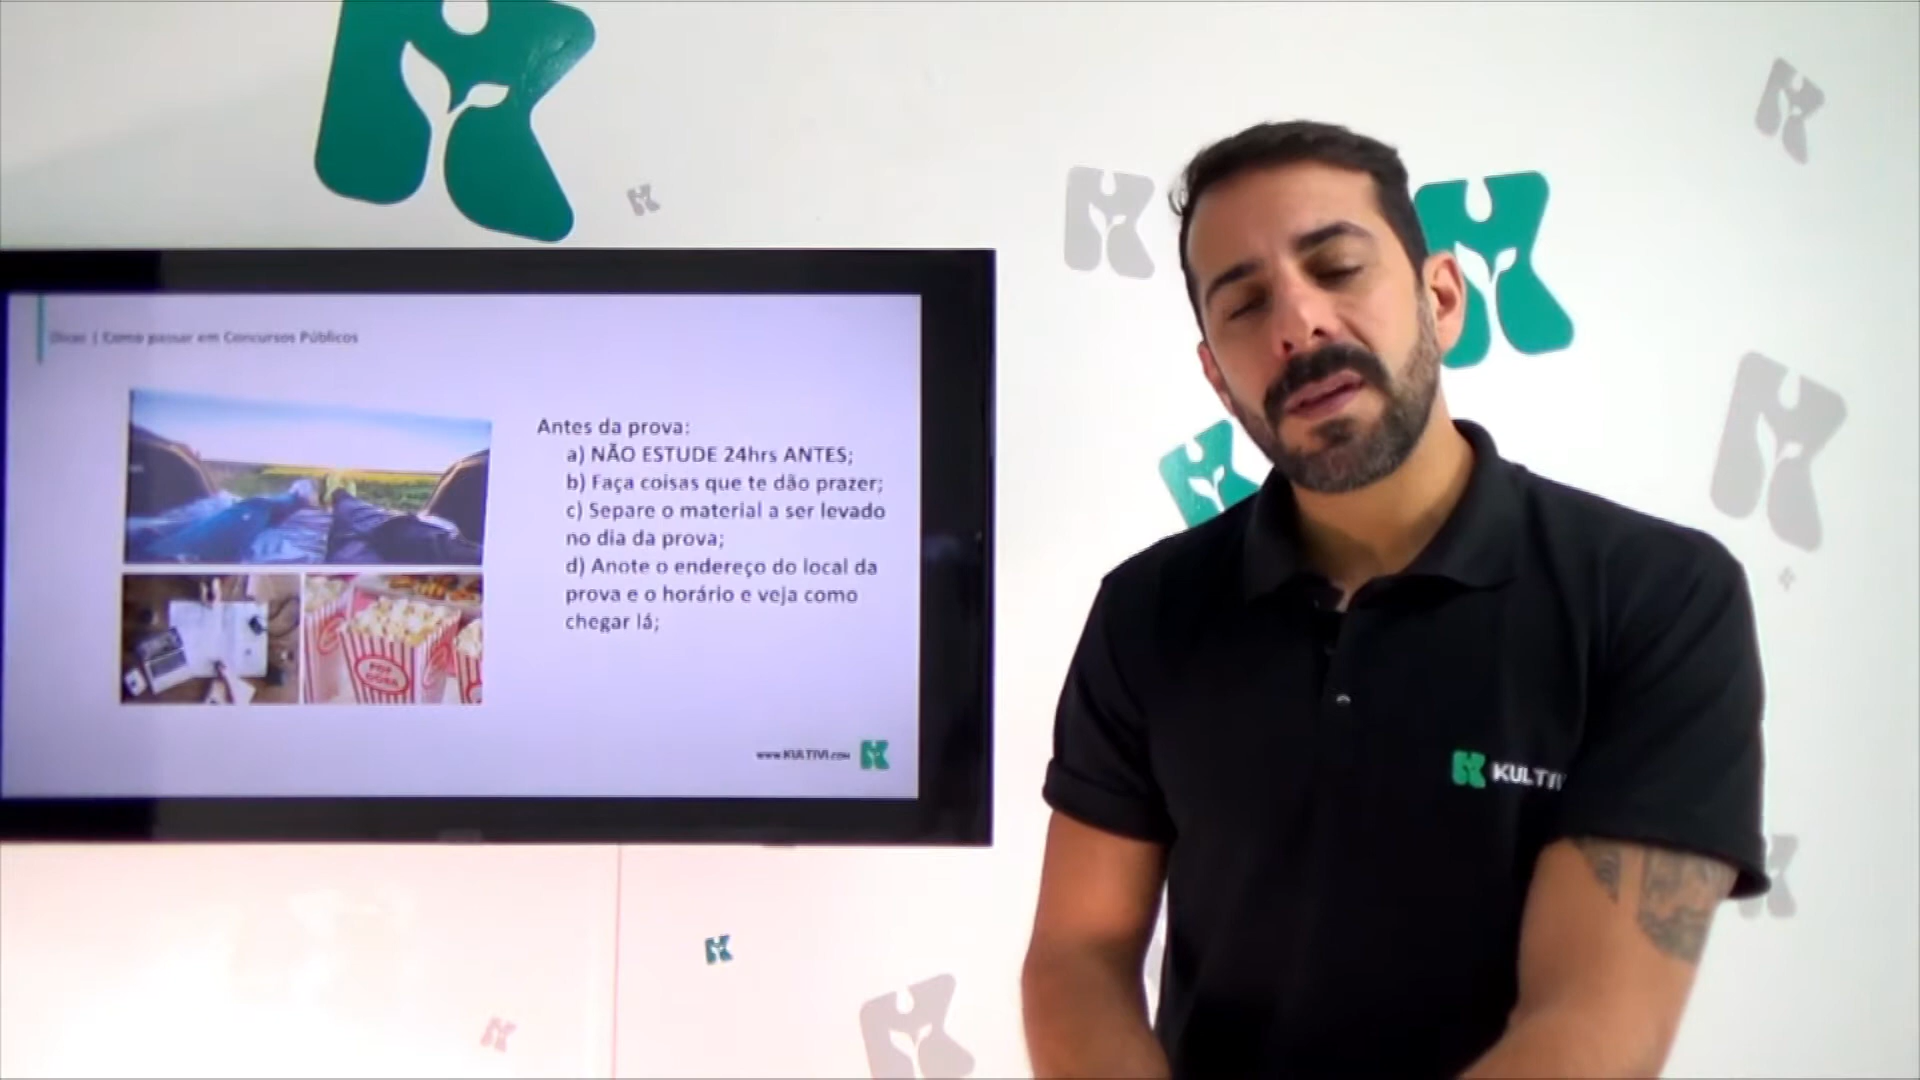 Dicas | Como passar em Concursos Públicos
Antes da prova:
a) NÃO ESTUDE 24hrs ANTES;
b) Faça coisas que te dão prazer;
c) Separe o material a ser levado
no dia da prova;
d) Anote o endereço do local da
prova e o horário e veja como
chegar lá;
POP
CORN
www.KULTIVI.com
KULTIVI